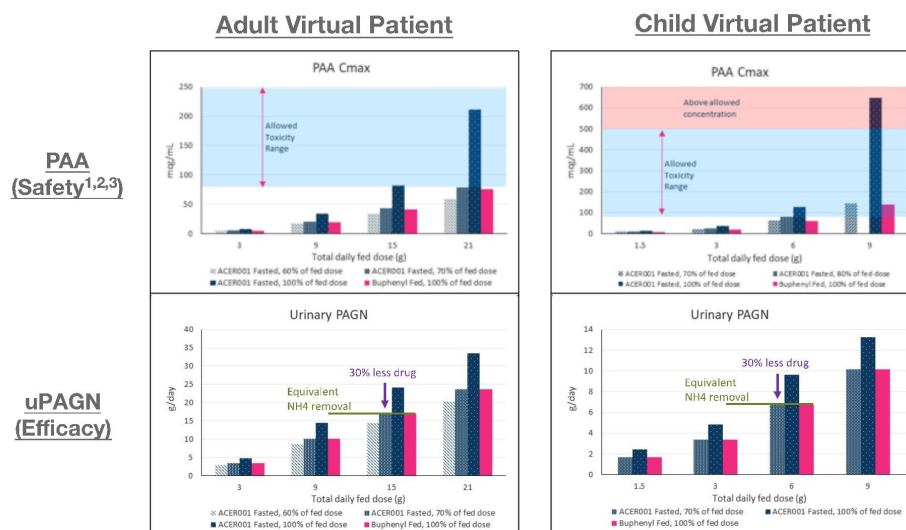 Adult Virtual Patient
Child Virtual Patient
PAA
(Safety1,2,3)
PAA Cmax
250
200
150
100
50
0
mqg/mL
Allowed
Toxicity
Range
3
9
15
21
Total daily fed dose (g)
ACER001 Fasted, 60% of fed dose
ACER001 Fasted, 70% of fed dose
ACER001 Fasted, 100% of fed dose
Buphenyl Fed, 100% of fed dose
PAA Cmax
700
600
500
400
300
200
100
0
mcg/mL
Above allowed
concentration
Allowed
Toxicity
Range
1.5
3
6
9
Total daily fed dose (g)
ACER001 Fasted, 70% of fed dose
ACER001 Fasted, 80% of fed dose
ACER001 Fasted, 100% of fed dose
Buphenyl Fed, 100% of fed dose
uPAGN
(Efficacy)
Urinary PAGN
40
35
30
25
20
15
10
5
0
g/day
30% less drug
Equivalent
NH4 removal
3
9
15
21
Total daily fed dose (g)
ACER001 Fasted, 60% of fed dose
ACER001 Fasted, 70% of fed dose
ACER001 Fasted, 100% of fed dose
Buphenyl Fed, 100% of fed dose
Urinary PAGN
14
12
10
8
6
4
2
0
g/day
30% less drug
Equivalent
NH4 removal
1.5
3
6
9
Total daily fed dose (g)
ACER001 Fasted, 70% of fed dose
ACER001 Fasted, 100% of fed dose
Buphenyl Fed, 100% of fed dose